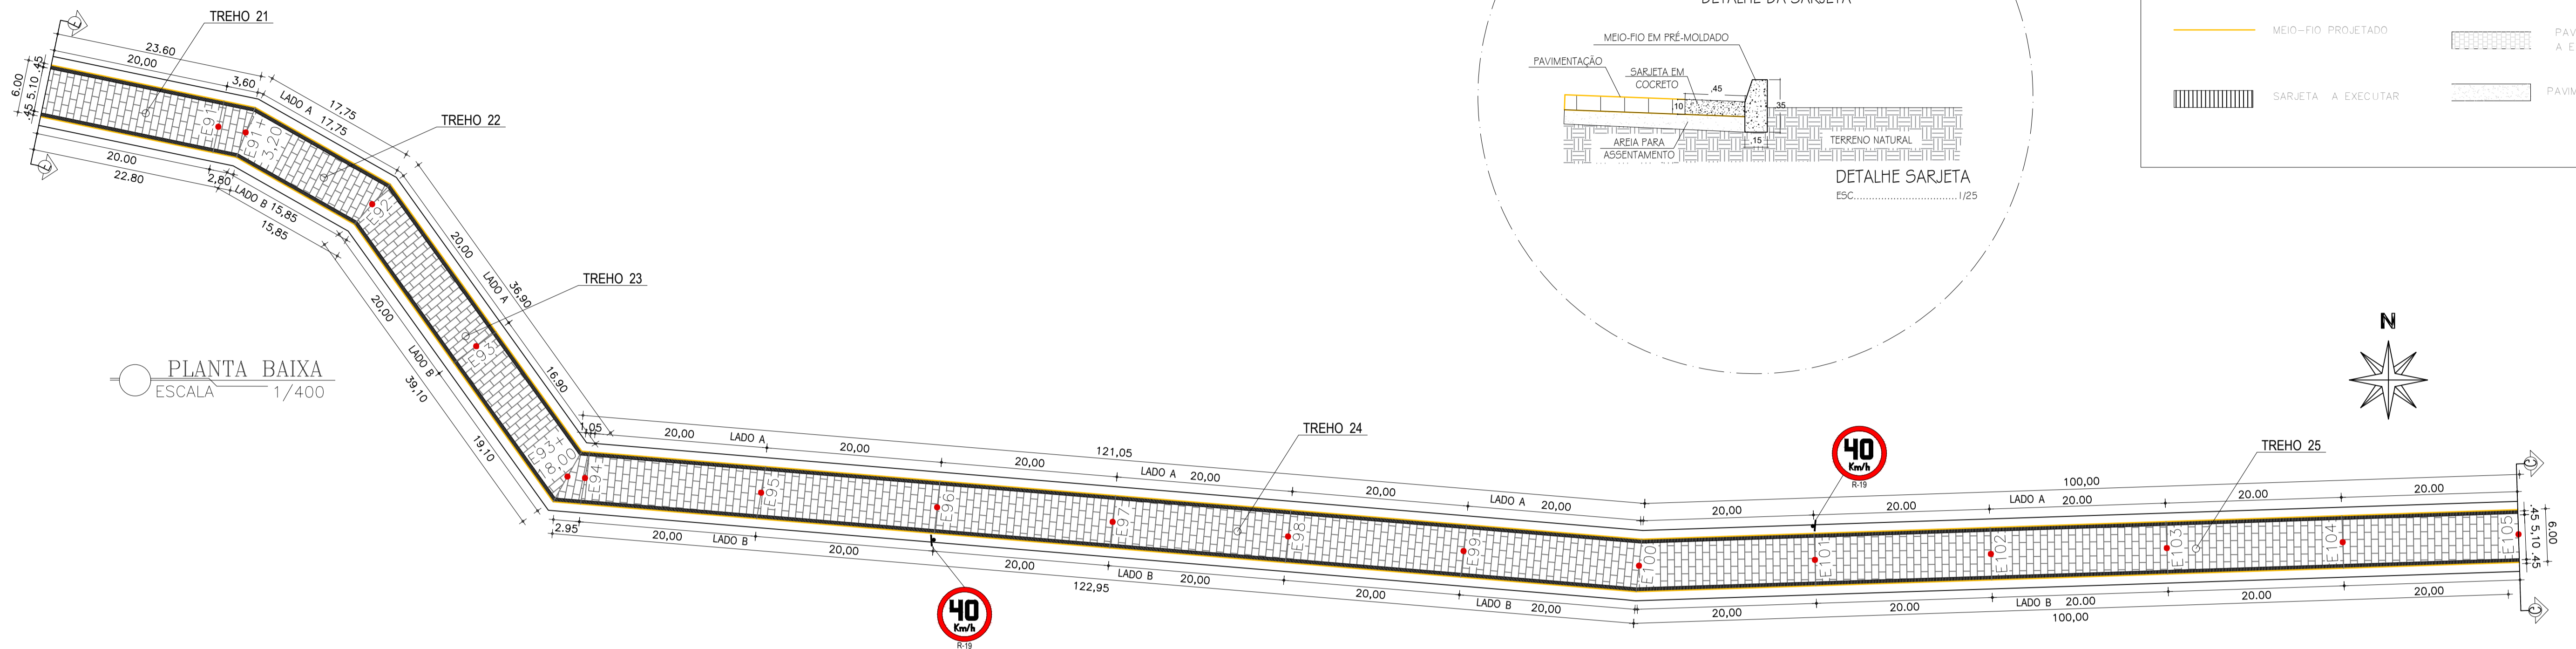 TREHO 21
23.60
20,00
3,60
LADO A
17,75
17,75
6.00
.45 5.10 .45
E91
E91+
3,20
TREHO 22
20.00
22.80
2,80
LADO B 15,85
15,85
E92
20,00
LADO A
36,90
16.90
TREHO 23
E93
20,00
LADO B
39,10
19,10
E93+
18,00
PLANTA BAIXA
ESCALA 1/400
DETALHE DA SARJETA
MEIO-FIO EM PRÉ-MOLDADO
PAVIMENTAÇÃO
SARJETA EM
COCRETO
,45
,10
,35
,15
AREIA PARA
ASSENTAMENTO
TERRENO NATURAL
DETALHE SARJETA
ESC.................................1/25
MEIO-FIO PROJETADO
SARJETA A EXECUTAR
N
1,05
20,00
LADO A
20,00
121,05
20,00
LADO A
20,00
20,00
LADO A
20,00
TREHO 24
E94
E95
E96
E97
E98
E99
E100
2.95
20,00
LADO B
20,00
20,00
LADO B
20,00
122,95
20,00
LADO B
20,00
40
Km/h
R-19
40
Km/h
R-19
TREHO 25
100,00
20,00
20.00
LADO A
20.00
20.00
20.00
E101
E102
E103
E104
E105
.45 5,10 .45
6.00
20,00
20.00
LADO B
20.00
20.00
20,00
100,00
E
E
C
C